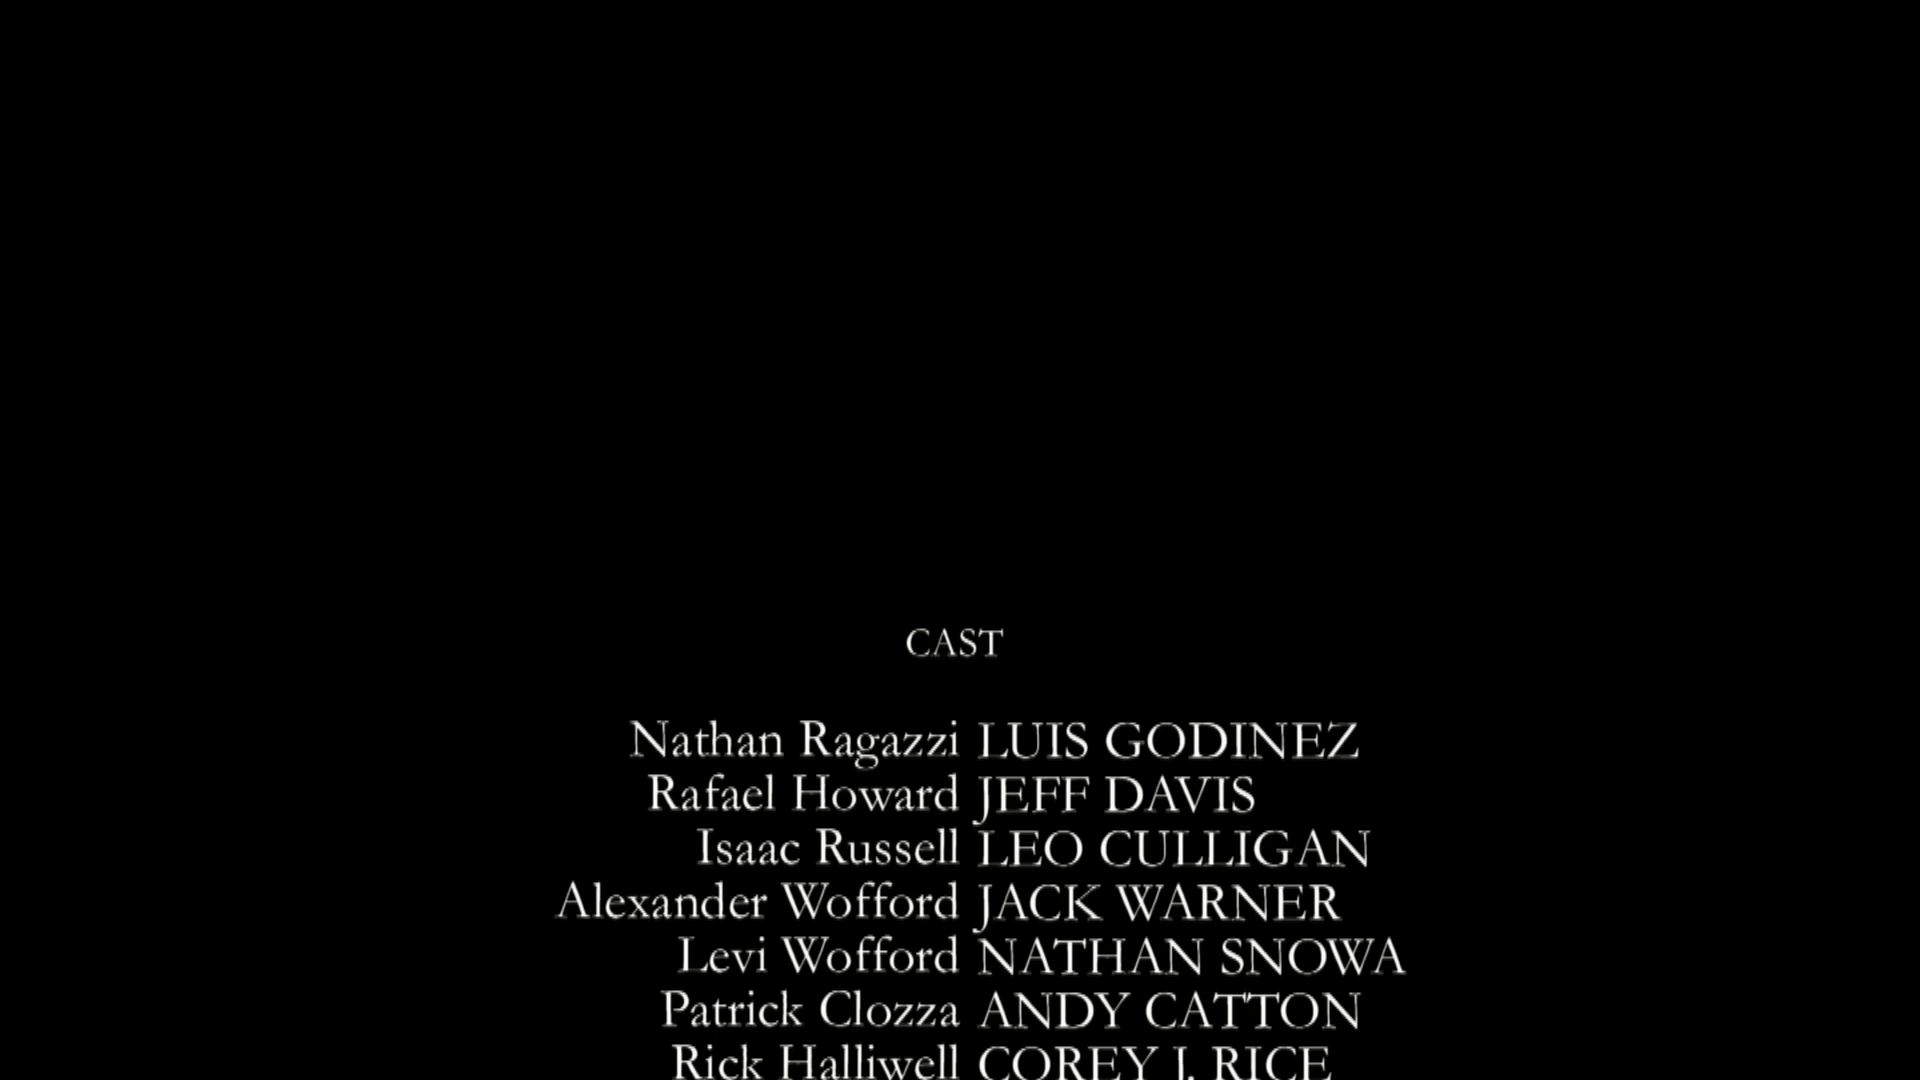 CAST
Nathan Ragazzi LUIS GODINEZ
Rafael Howard JEFF DAVIS
Isaac Russell LEO CULLIGAN
Alexander Wofford JACK WARNER
Levi Wofford NATHAN SNOWA
Patrick Clozza ANDY CATTON
Rick Halliwell COREY J. RICE